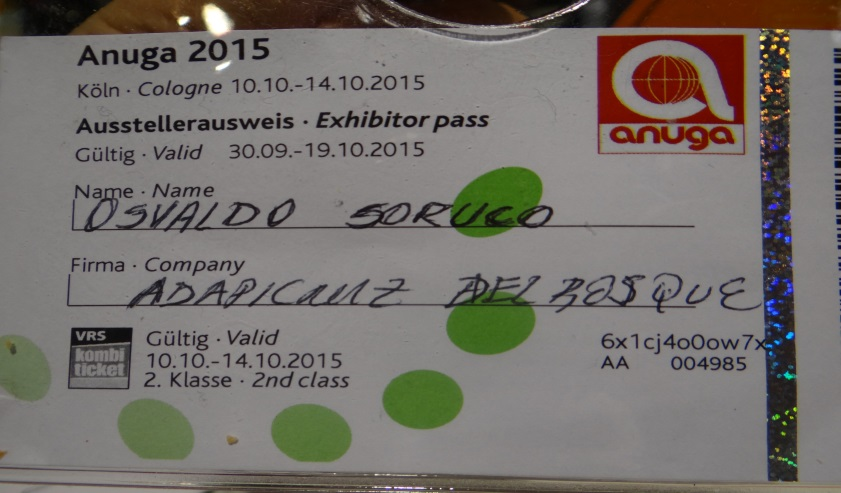 Anuga 2015
Köln · Cologne 10.10.-14.10.2015
anuga
Ausstellerausweis · Exhibitor pass
Gültig · Valid 30.09.-19.10.2015
Name · Name
OSVALDO SORUCO
Firma · Company
DEL BOSQUE
VRS
kombi
ticket
Gültig · Valid
10.10.-14.10.2015
2. Klasse · 2nd class
6x1cj4o0ow7x
AA 004985